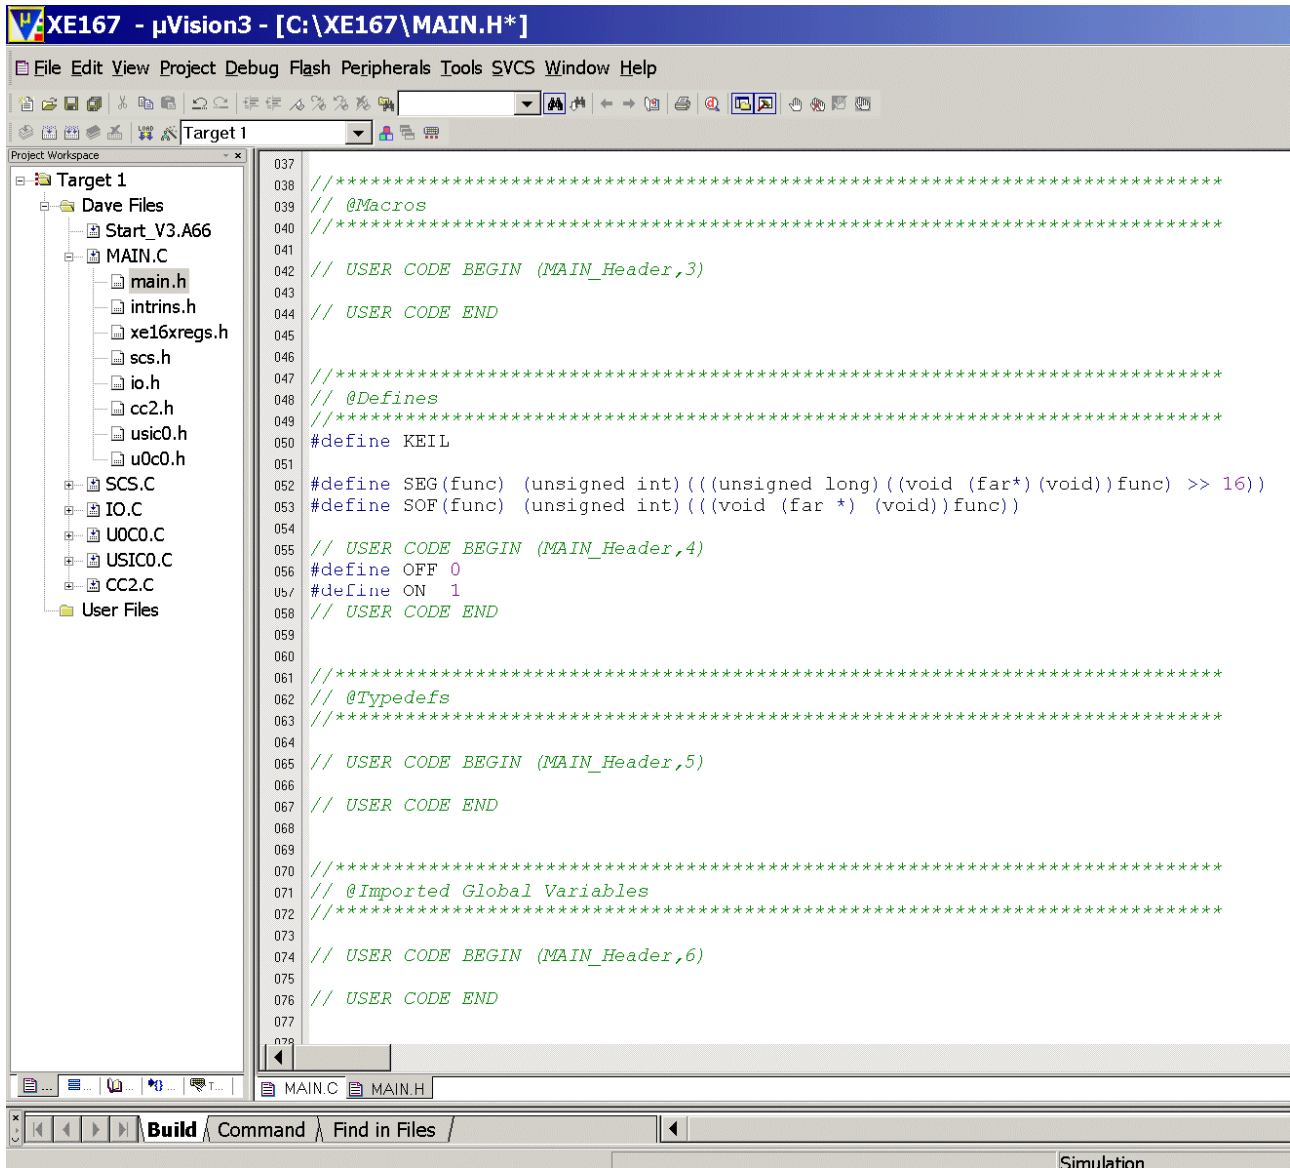 XE167 - µVision3 - [C:\XE167\MAIN.H*]
File Edit View Project Debug Flash Peripherals Tools SVCS Window Help
Target 1
Project Workspace
Target 1
Dave Files
Start_V3.A66
MAIN.C
main.h
intrins.h
xe16xregs.h
scs.h
io.h
cc2.h
usic0.h
u0c0.h
SCS.C
IO.C
U0C0.C
USIC0.C
CC2.C
User Files
037
038 //****************************************************************************
039 // @Macros
040 //****************************************************************************
041
042 // USER CODE BEGIN (MAIN_Header,3)
043
044 // USER CODE END
045
046
047 //****************************************************************************
048 // @Defines
049 //****************************************************************************
050 #define KEIL
051
052 #define SEG(func) (unsigned int)(((unsigned long)((void (far*)(void))func) >> 16))
053 #define SOF(func) (unsigned int)(((void (far *) (void))func))
054
055 // USER CODE BEGIN (MAIN_Header,4)
056 #define OFF 0
057 #define ON 1
058 // USER CODE END
059
060
061 //****************************************************************************
062 // @Typedefs
063 //****************************************************************************
064
065 // USER CODE BEGIN (MAIN_Header,5)
066
067 // USER CODE END
068
069
070 //****************************************************************************
071 // @Imported Global Variables
072 //****************************************************************************
073
074 // USER CODE BEGIN (MAIN_Header,6)
075
076 // USER CODE END
077
078
MAIN.C MAIN.H
Build Command Find in Files
Simulation